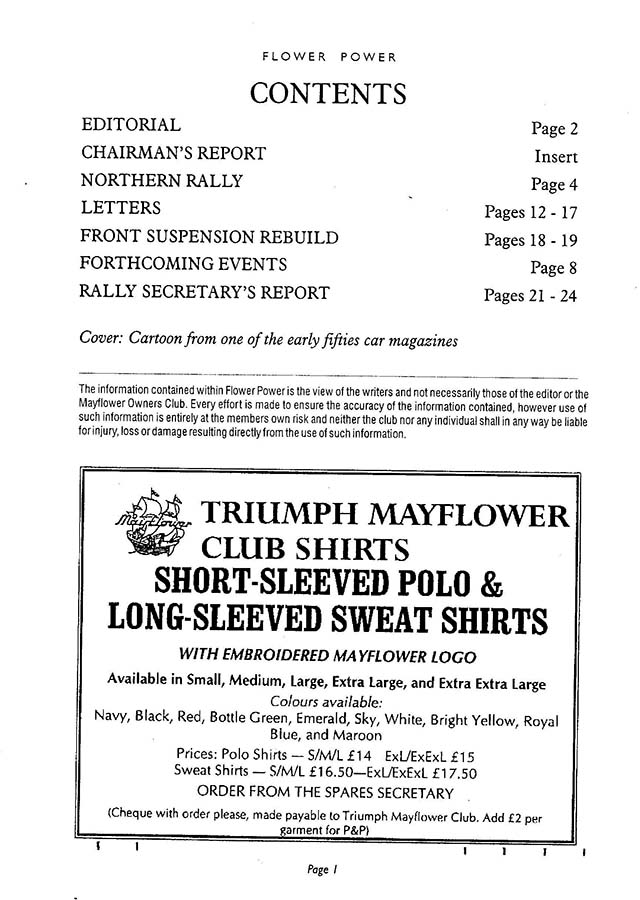 FLOWER POWER
CONTENTS
EDITORIAL Page 2
CHAIRMAN'S REPORT Insert
NORTHERN RALLY Page 4
LETTERS Pages 12 - 17
FRONT SUSPENSION REBUILD Pages 18 - 19
FORTHCOMING EVENTS Page 8
RALLY SECRETARY'S REPORT Pages 21 - 24
Cover: Cartoon from one of the early fifties car magazines
The information contained within Flower Power is the view of the writers and not necessarily those of the editor or the
Mayflower Owners Club. Every effort is made to ensure the accuracy of the information contained, however use of
such information is entirely at the members own risk and neither the club nor any individual shall in any way be liable
for injury, loss or damage resulting directly from the use of such information.
Mayflower
TRIUMPH MAYFLOWER
CLUB SHIRTS
SHORT-SLEEVED POLO &
LONG-SLEEVED SWEAT SHIRTS
WITH EMBROIDERED MAYFLOWER LOGO
Available in Small, Medium, Large, Extra Large, and Extra Extra Large
Colours available:
Navy, Black, Red, Bottle Green, Emerald, Sky, White, Bright Yellow, Royal
Blue, and Maroon
Prices: Polo Shirts — S/M/L £14 ExL/ExExL £15
Sweat Shirts — S/M/L £16.50—ExL/ExExL £17.50
ORDER FROM THE SPARES SECRETARY
(Cheque with order please, made payable to Triumph Mayflower Club. Add £2 per
garment for P&P)
Page 1